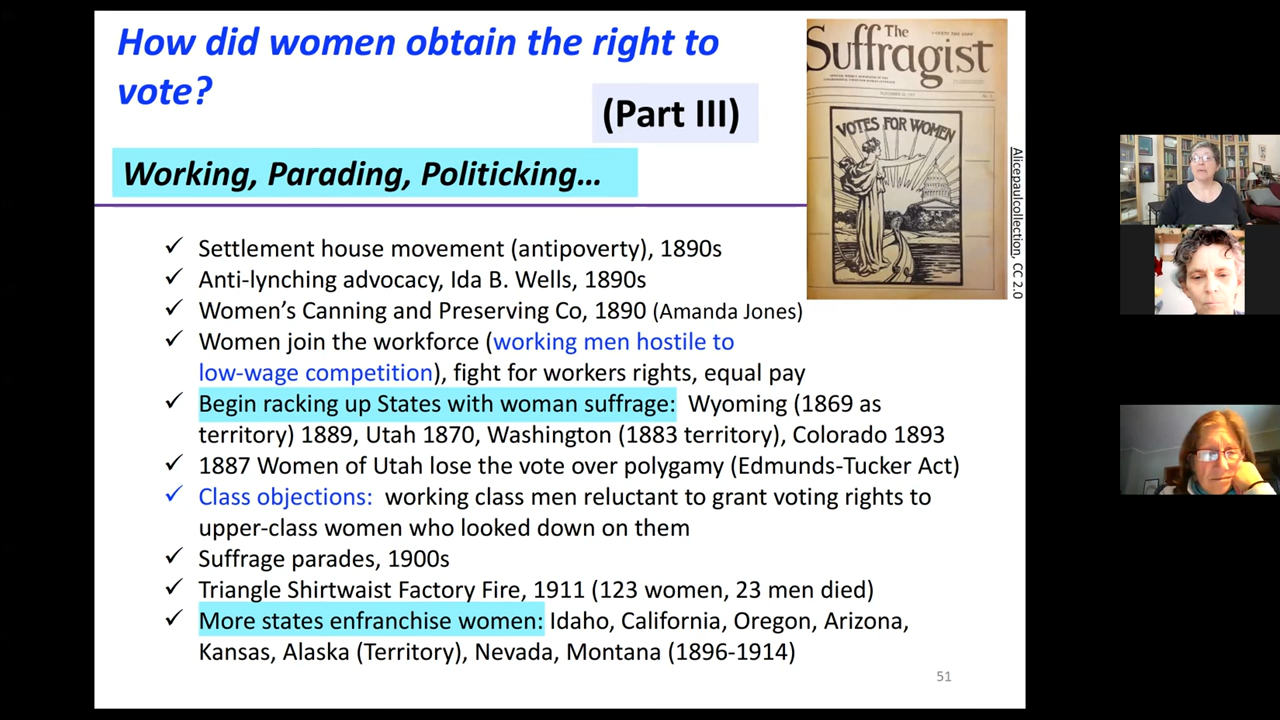 How did women obtain the right to
vote?
(Part III)
Working, Parading, Politicking...
The
Suffragist
VOTES FOR WOMEN
Alicepaulcollection, CC 2.0
✓ Settlement house movement (antipoverty), 1890s
✓ Anti-lynching advocacy, Ida B. Wells, 1890s
✓ Women's Canning and Preserving Co, 1890 (Amanda Jones)
✓ Women join the workforce (working men hostile to
low-wage competition), fight for workers rights, equal pay
✓ Begin racking up States with woman suffrage: Wyoming (1869 as
territory) 1889, Utah 1870, Washington (1883 territory), Colorado 1893
✓ 1887 Women of Utah lose the vote over polygamy (Edmunds-Tucker Act)
✓ Class objections: working class men reluctant to grant voting rights to
upper-class women who looked down on them
✓ Suffrage parades, 1900s
✓ Triangle Shirtwaist Factory Fire, 1911 (123 women, 23 men died)
✓ More states enfranchise women: Idaho, California, Oregon, Arizona,
Kansas, Alaska (Territory), Nevada, Montana (1896-1914)
51